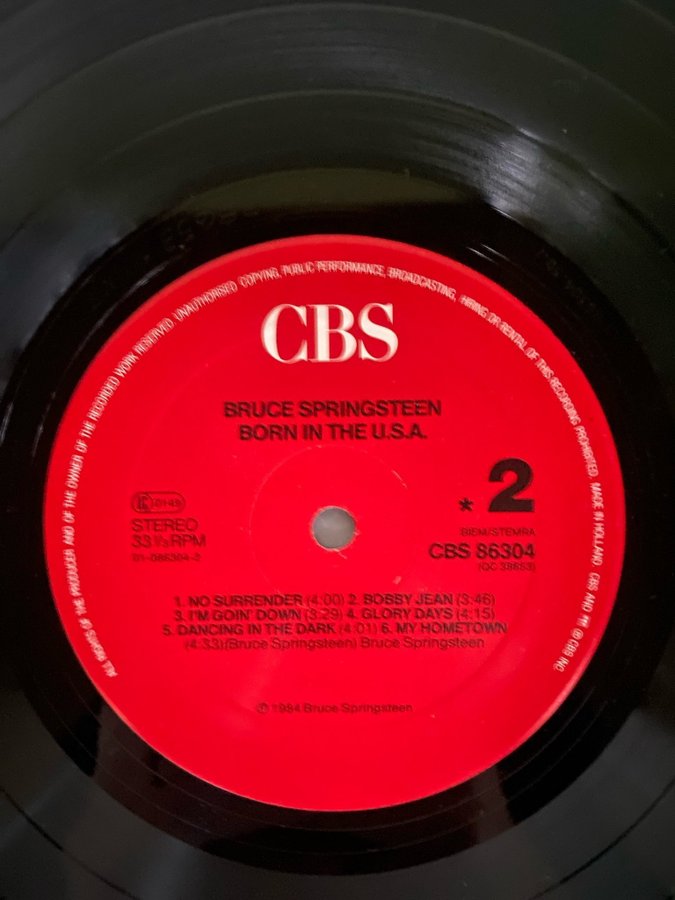 ALL RIGHTS OF THE PRODUCER AND OF THE OWNER OF THE RECORDED WORK RESERVED. UNAUTHORISED COPYING, PUBLIC PERFORMANCE, BROADCASTING, HIRING OR RENTAL OF THIS RECORDING PROHIBITED. MADE IN HOLLAND CBS AND ® CBS INC.
CBS
BRUCE SPRINGSTEEN
BORN IN THE U.S.A.
* 2
STEREO
33⅓ RPM
01-086304-2
BIEM/STEMRA
CBS 86304
(QC 38653)
1. NO SURRENDER (4:00) 2. BOBBY JEAN (3:46)
3. I'M GOIN' DOWN (3:29) 4. GLORY DAYS (4:15)
5. DANCING IN THE DARK (4:01) 6. MY HOMETOWN
(4:33)(Bruce Springsteen) Bruce Springsteen
℗ 1984 Bruce Springsteen